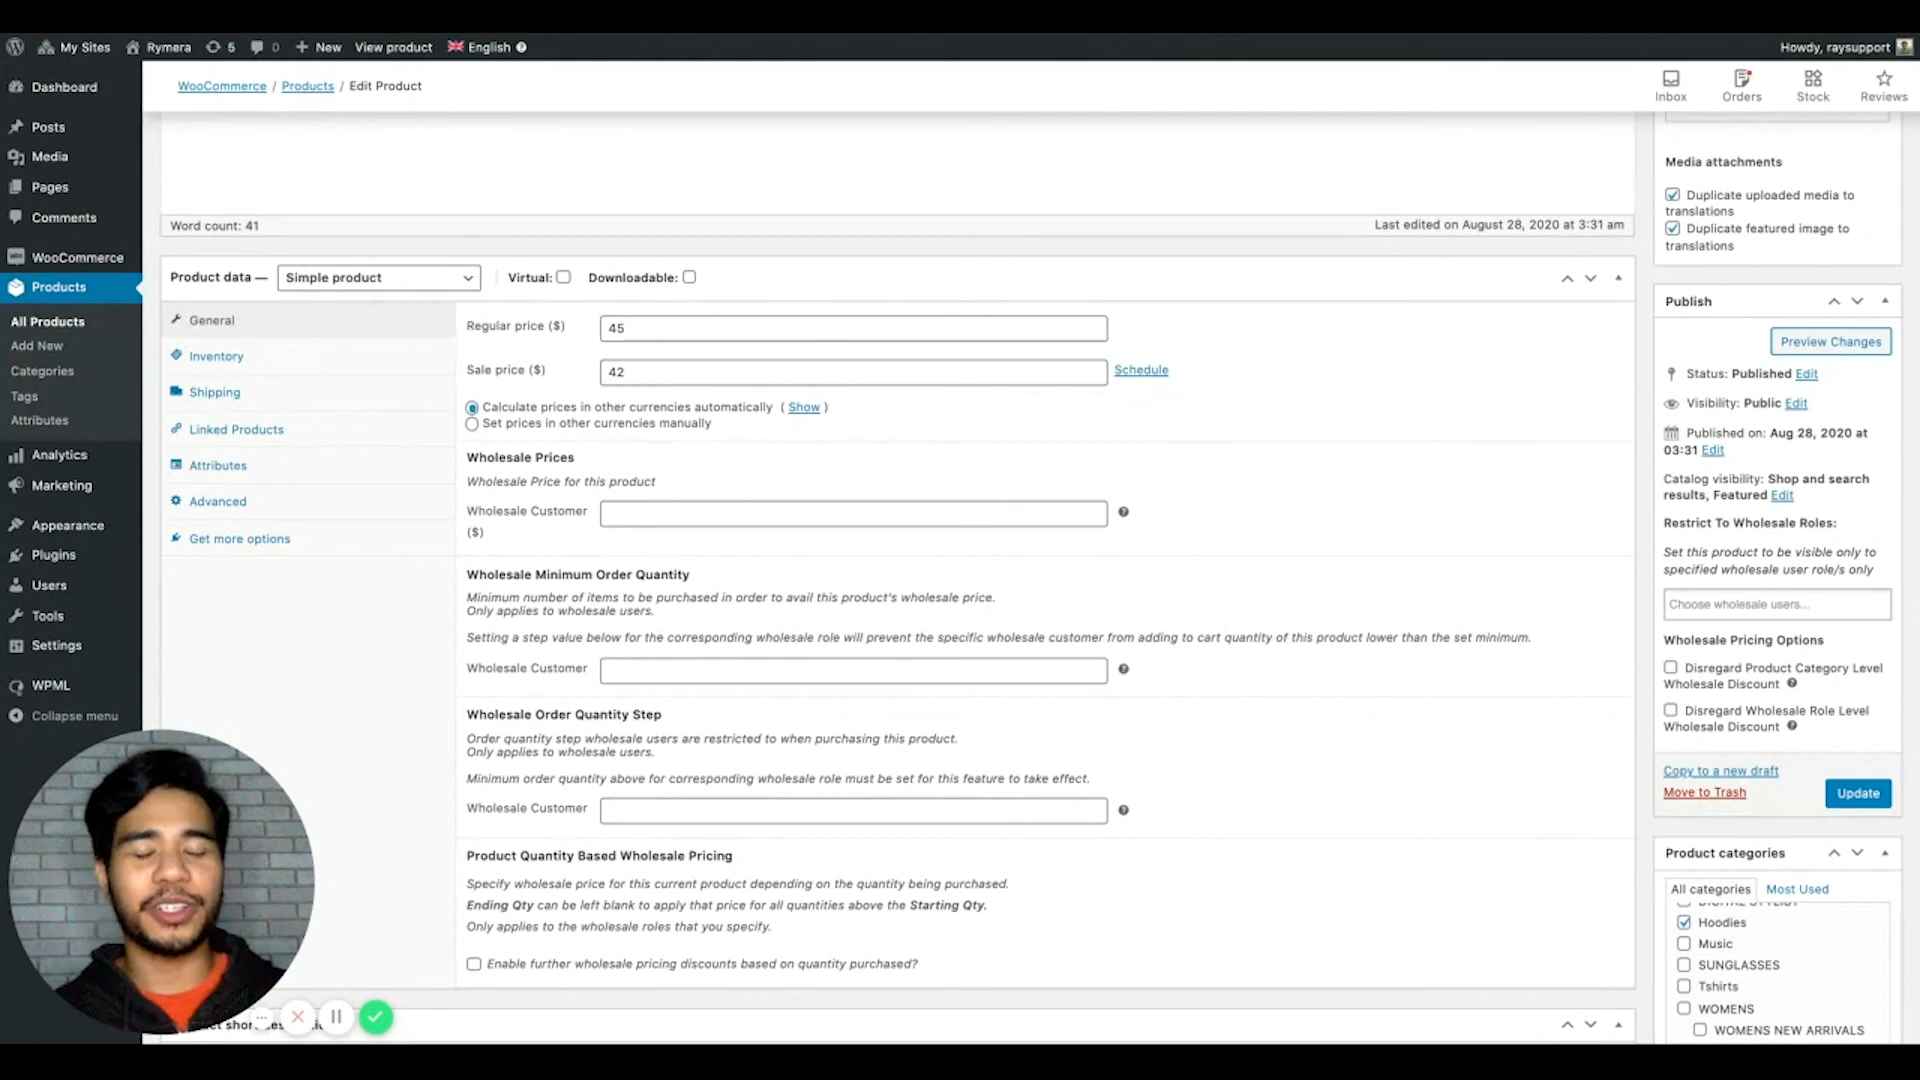 My Sites
Rymera
5
0
New
View product
English
Howdy, raysupport
Dashboard
Posts
Media
Pages
Comments
WooCommerce
Products
All Products
Add New
Categories
Tags
Attributes
Analytics
Marketing
Appearance
Plugins
Users
Tools
Settings
WPML
Collapse menu
WooCommerce / Products / Edit Product
Inbox
Orders
Stock
Reviews
Word count: 41
Last edited on August 28, 2020 at 3:31 am
Product data — Simple product
Virtual:
Downloadable:
General
Inventory
Shipping
Linked Products
Attributes
Advanced
Get more options
Regular price ($)
45
Sale price ($)
42
Schedule
Calculate prices in other currencies automatically ( Show )
Set prices in other currencies manually
Wholesale Prices
Wholesale Price for this product
Wholesale Customer
($)
Wholesale Minimum Order Quantity
Minimum number of items to be purchased in order to avail this product's wholesale price.
Only applies to wholesale users.
Setting a step value below for the corresponding wholesale role will prevent the specific wholesale customer from adding to cart quantity of this product lower than the set minimum.
Wholesale Customer
Wholesale Order Quantity Step
Order quantity step wholesale users are restricted to when purchasing this product.
Only applies to wholesale users.
Minimum order quantity above for corresponding wholesale role must be set for this feature to take effect.
Wholesale Customer
Product Quantity Based Wholesale Pricing
Specify wholesale price for this current product depending on the quantity being purchased.
Ending Qty can be left blank to apply that price for all quantities above the Starting Qty.
Only applies to the wholesale roles that you specify.
Enable further wholesale pricing discounts based on quantity purchased?
Media attachments
Duplicate uploaded media to
translations
Duplicate featured image to
translations
Publish
Preview Changes
Status: Published Edit
Visibility: Public Edit
Published on: Aug 28, 2020 at
03:31 Edit
Catalog visibility: Shop and search
results, Featured Edit
Restrict To Wholesale Roles:
Set this product to be visible only to
specified wholesale user role/s only
Choose wholesale users...
Wholesale Pricing Options
Disregard Product Category Level
Wholesale Discount
Disregard Wholesale Role Level
Wholesale Discount
Copy to a new draft
Move to Trash
Update
Product categories
All categories
Most Used
Hoodies
Music
SUNGLASSES
Tshirts
WOMENS
WOMENS NEW ARRIVALS